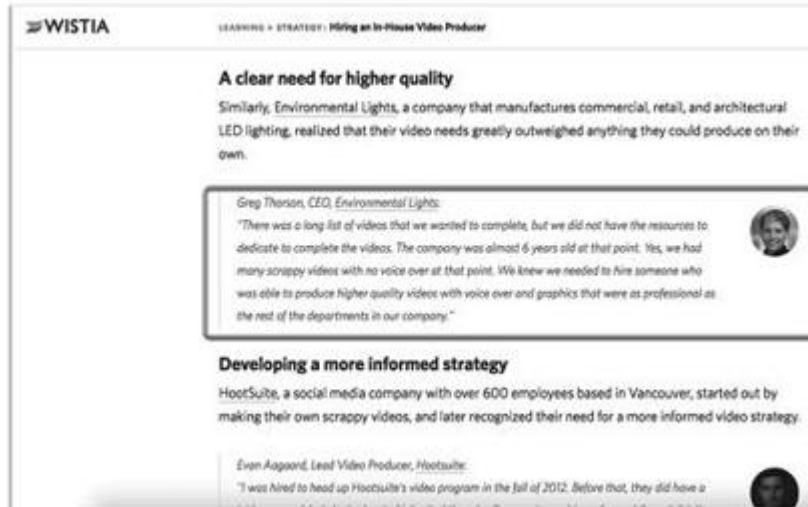 WISTIA
LEARNING > STRATEGY: Hiring an In-House Video Producer
A clear need for higher quality
Similarly, Environmental Lights, a company that manufactures commercial, retail, and architectural
LED lighting, realized that their video needs greatly outweighed anything they could produce on their
own.
Greg Thorson, CEO, Environmental Lights:
"There was a long list of videos that we wanted to complete, but we did not have the resources to
dedicate to complete the videos. The company was almost 6 years old at that point. Yes, we had
many scrappy videos with no voice over at that point. We knew we needed to hire someone who
was able to produce higher quality videos with voice over and graphics that were as professional as
the rest of the departments in our company."
Developing a more informed strategy
HootSuite, a social media company with over 600 employees based in Vancouver, started out by
making their own scrappy videos, and later recognized their need for a more informed video strategy.
Evan Aagaard, Lead Video Producer, Hootsuite:
"I was hired to head up Hootsuite's video program in the fall of 2012. Before that, they did have a